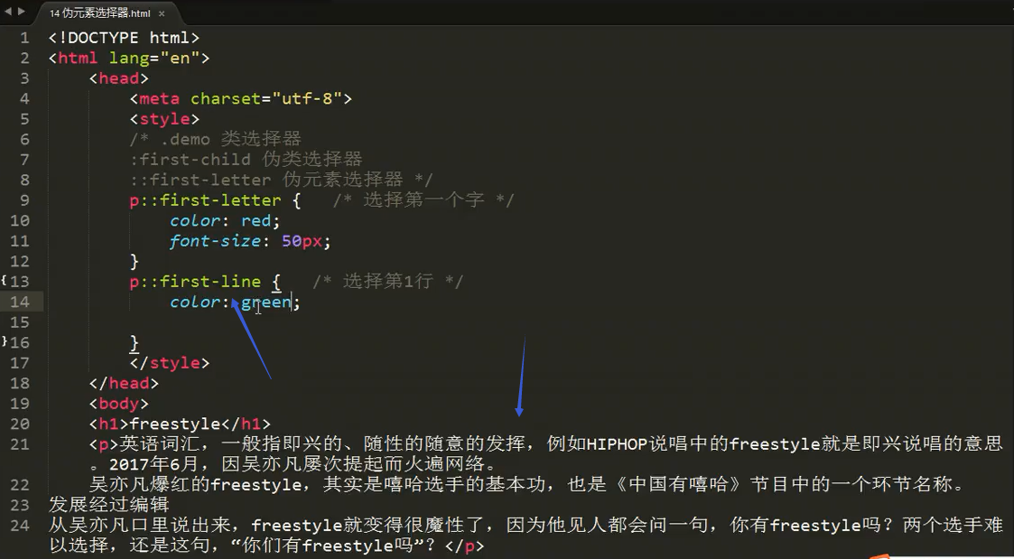 14 伪元素选择器.html ×
1 <!DOCTYPE html>
2 <html lang="en">
3 <head>
4 <meta charset="utf-8">
5 <style>
6 /* .demo 类选择器
7 :first-child 伪类选择器
8 ::first-letter 伪元素选择器 */
9 p::first-letter { /* 选择第一个字 */
10 color: red;
11 font-size: 50px;
12 }
13 p::first-line { /* 选择第1行 */
14 color: green;
15
16 }
17 </style>
18 </head>
19 <body>
20 <h1>freestyle</h1>
21 <p>英语词汇，一般指即兴的、随性的随意的发挥，例如HIPHOP说唱中的freestyle就是即兴说唱的意思
。2017年6月，因吴亦凡屡次提起而火遍网络。
22 吴亦凡爆红的freestyle，其实是嘻哈选手的基本功，也是《中国有嘻哈》节目中的一个环节名称。
23 发展经过编辑
24 从吴亦凡口里说出来，freestyle就变得很魔性了，因为他见人都会问一句，你有freestyle吗？两个选手难
以选择，还是这句，“你们有freestyle吗”？</p>